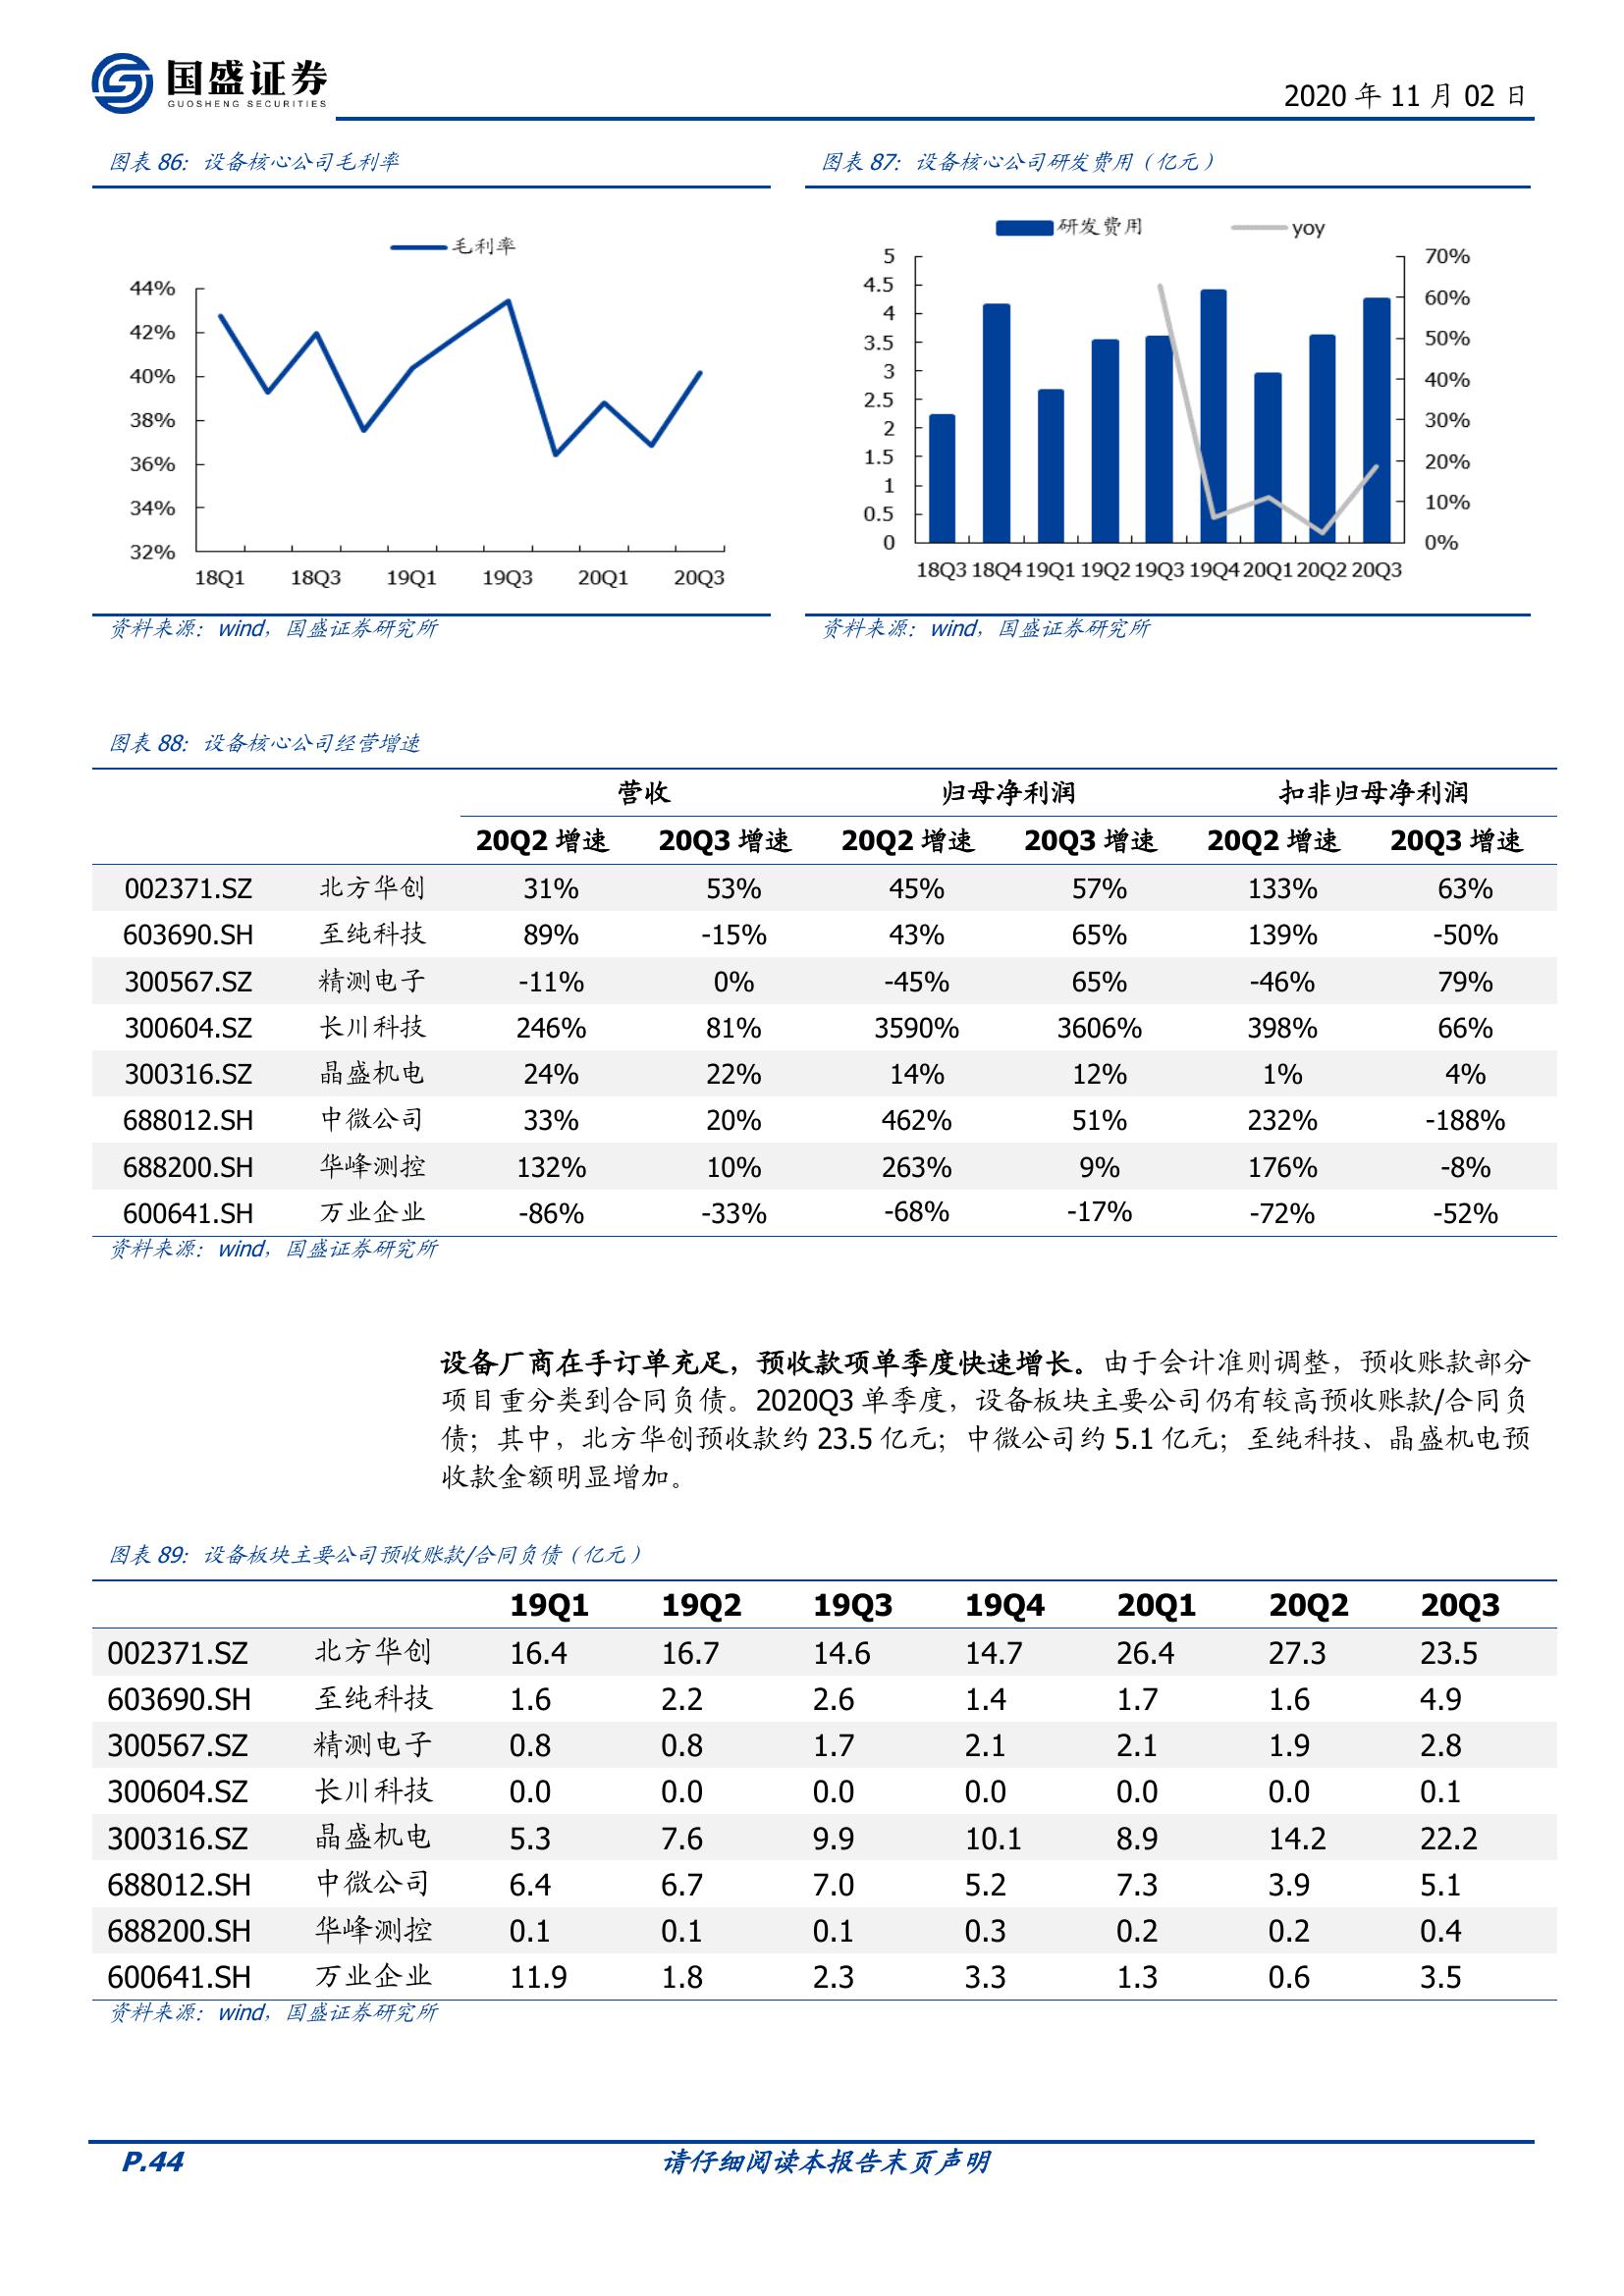 国盛证券
GUOSHENG SECURITIES
2020 年 11 月 02 日
图表 86：设备核心公司毛利率
毛利率
44%
42%
40%
38%
36%
34%
32%
18Q1 18Q3 19Q1 19Q3 20Q1 20Q3
资料来源：wind，国盛证券研究所
图表 87：设备核心公司研发费用（亿元）
研发费用 yoy
5 70%
4.5 60%
4 50%
3.5 40%
3 30%
2.5 20%
2 10%
1.5 0%
1
0.5
0
18Q3 18Q4 19Q1 19Q2 19Q3 19Q4 20Q1 20Q2 20Q3
资料来源：wind，国盛证券研究所
图表 88：设备核心公司经营增速
营收 归母净利润 扣非归母净利润
20Q2 增速 20Q3 增速 20Q2 增速 20Q3 增速 20Q2 增速 20Q3 增速
002371.SZ 北方华创 31% 53% 45% 57% 133% 63%
603690.SH 至纯科技 89% -15% 43% 65% 139% -50%
300567.SZ 精测电子 -11% 0% -45% 65% -46% 79%
300604.SZ 长川科技 246% 81% 3590% 3606% 398% 66%
300316.SZ 晶盛机电 24% 22% 14% 12% 1% 4%
688012.SH 中微公司 33% 20% 462% 51% 232% -188%
688200.SH 华峰测控 132% 10% 263% 9% 176% -8%
600641.SH 万业企业 -86% -33% -68% -17% -72% -52%
资料来源：wind，国盛证券研究所
设备厂商在手订单充足，预收款项单季度快速增长。由于会计准则调整，预收账款部分
项目重分类到合同负债。2020Q3 单季度，设备板块主要公司仍有较高预收账款/合同负
债；其中，北方华创预收款约 23.5 亿元；中微公司约 5.1 亿元；至纯科技、晶盛机电预
收款金额明显增加。
图表 89：设备板块主要公司预收账款/合同负债（亿元）
19Q1 19Q2 19Q3 19Q4 20Q1 20Q2 20Q3
002371.SZ 北方华创 16.4 16.7 14.6 14.7 26.4 27.3 23.5
603690.SH 至纯科技 1.6 2.2 2.6 1.4 1.7 1.6 4.9
300567.SZ 精测电子 0.8 0.8 1.7 2.1 2.1 1.9 2.8
300604.SZ 长川科技 0.0 0.0 0.0 0.0 0.0 0.0 0.1
300316.SZ 晶盛机电 5.3 7.6 9.9 10.1 8.9 14.2 22.2
688012.SH 中微公司 6.4 6.7 7.0 5.2 7.3 3.9 5.1
688200.SH 华峰测控 0.1 0.1 0.1 0.3 0.2 0.2 0.4
600641.SH 万业企业 11.9 1.8 2.3 3.3 1.3 0.6 3.5
资料来源：wind，国盛证券研究所
P.44 请仔细阅读本报告末页声明